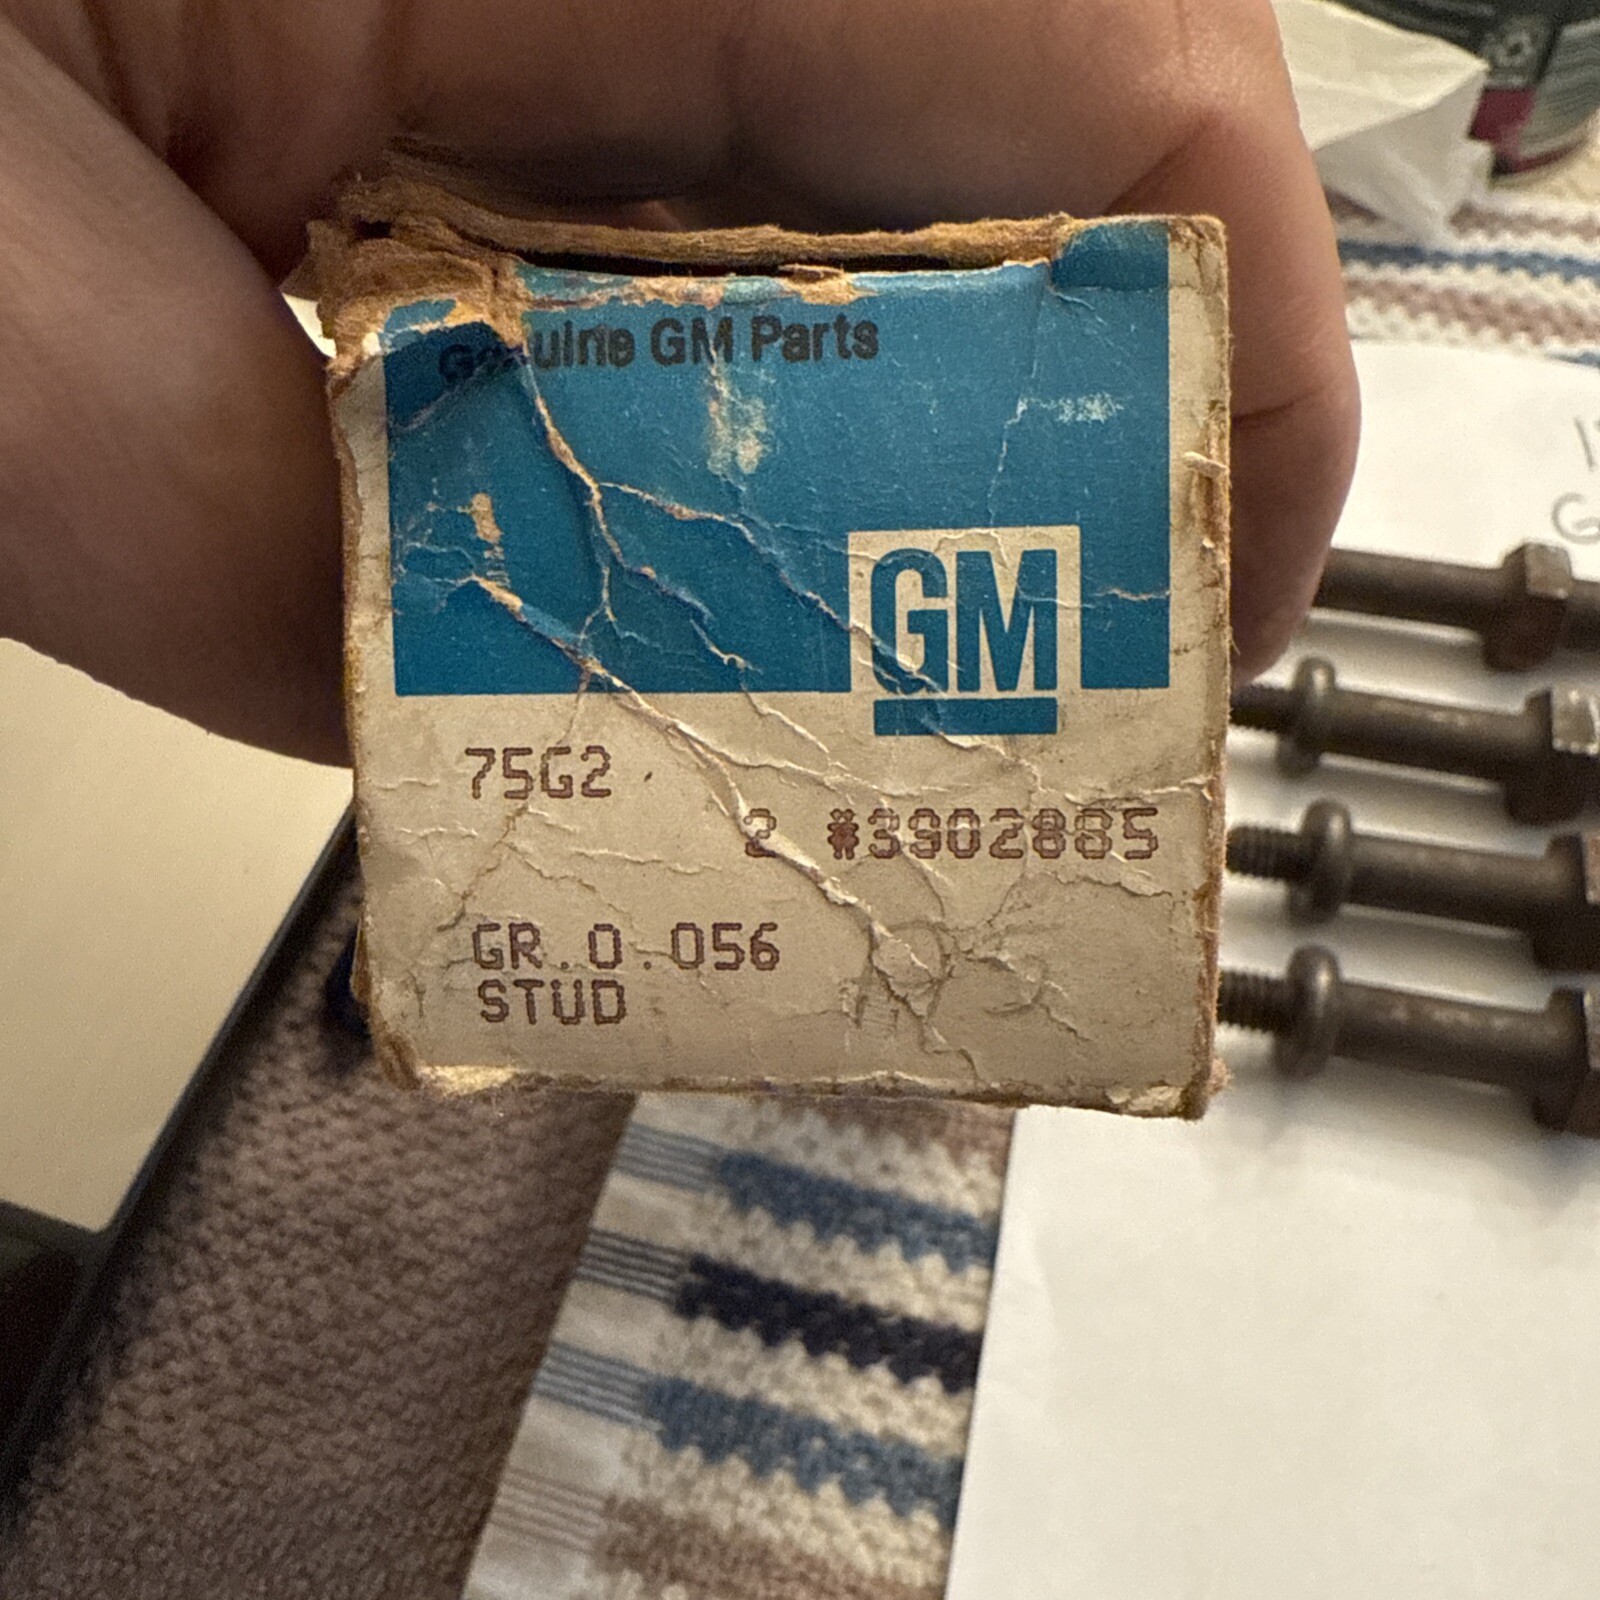 Genuine GM Parts
GM
75G2
2 #3902885
GR.0.056
STUD